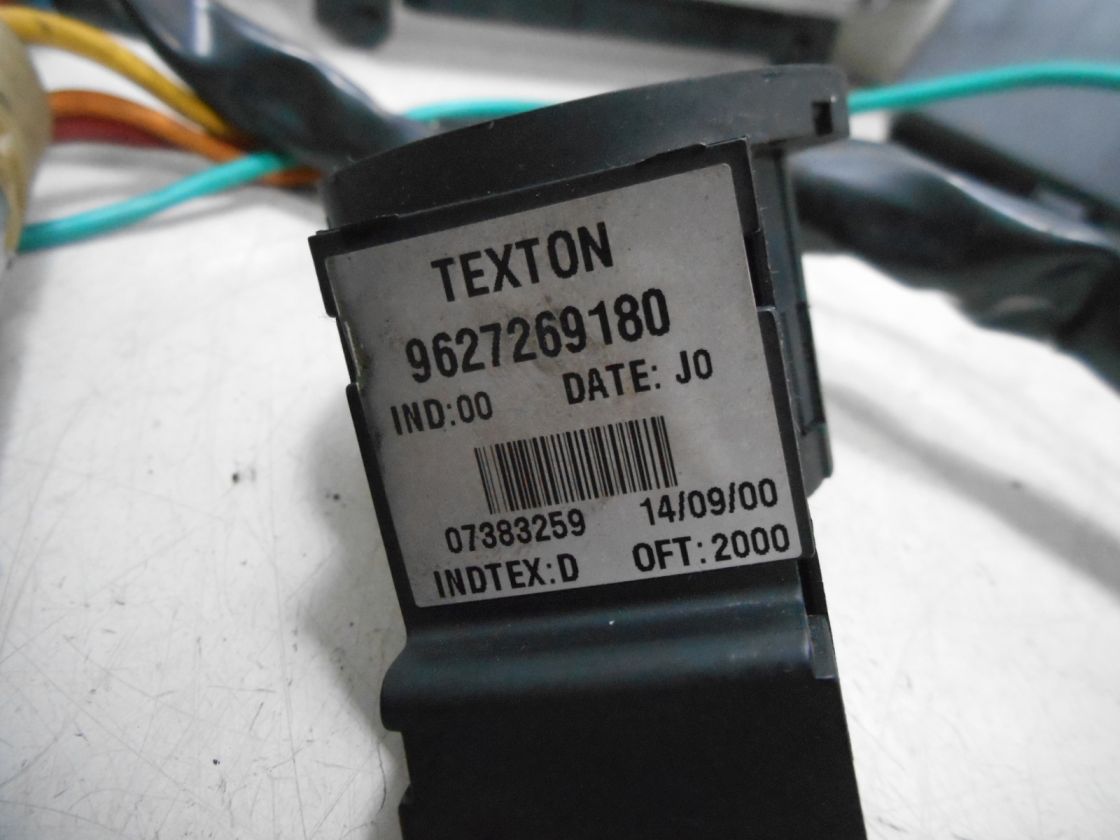 TEXTON
9627269180
IND:00 DATE: J0
07383259 14/09/00
INDTEX:D OFT:2000